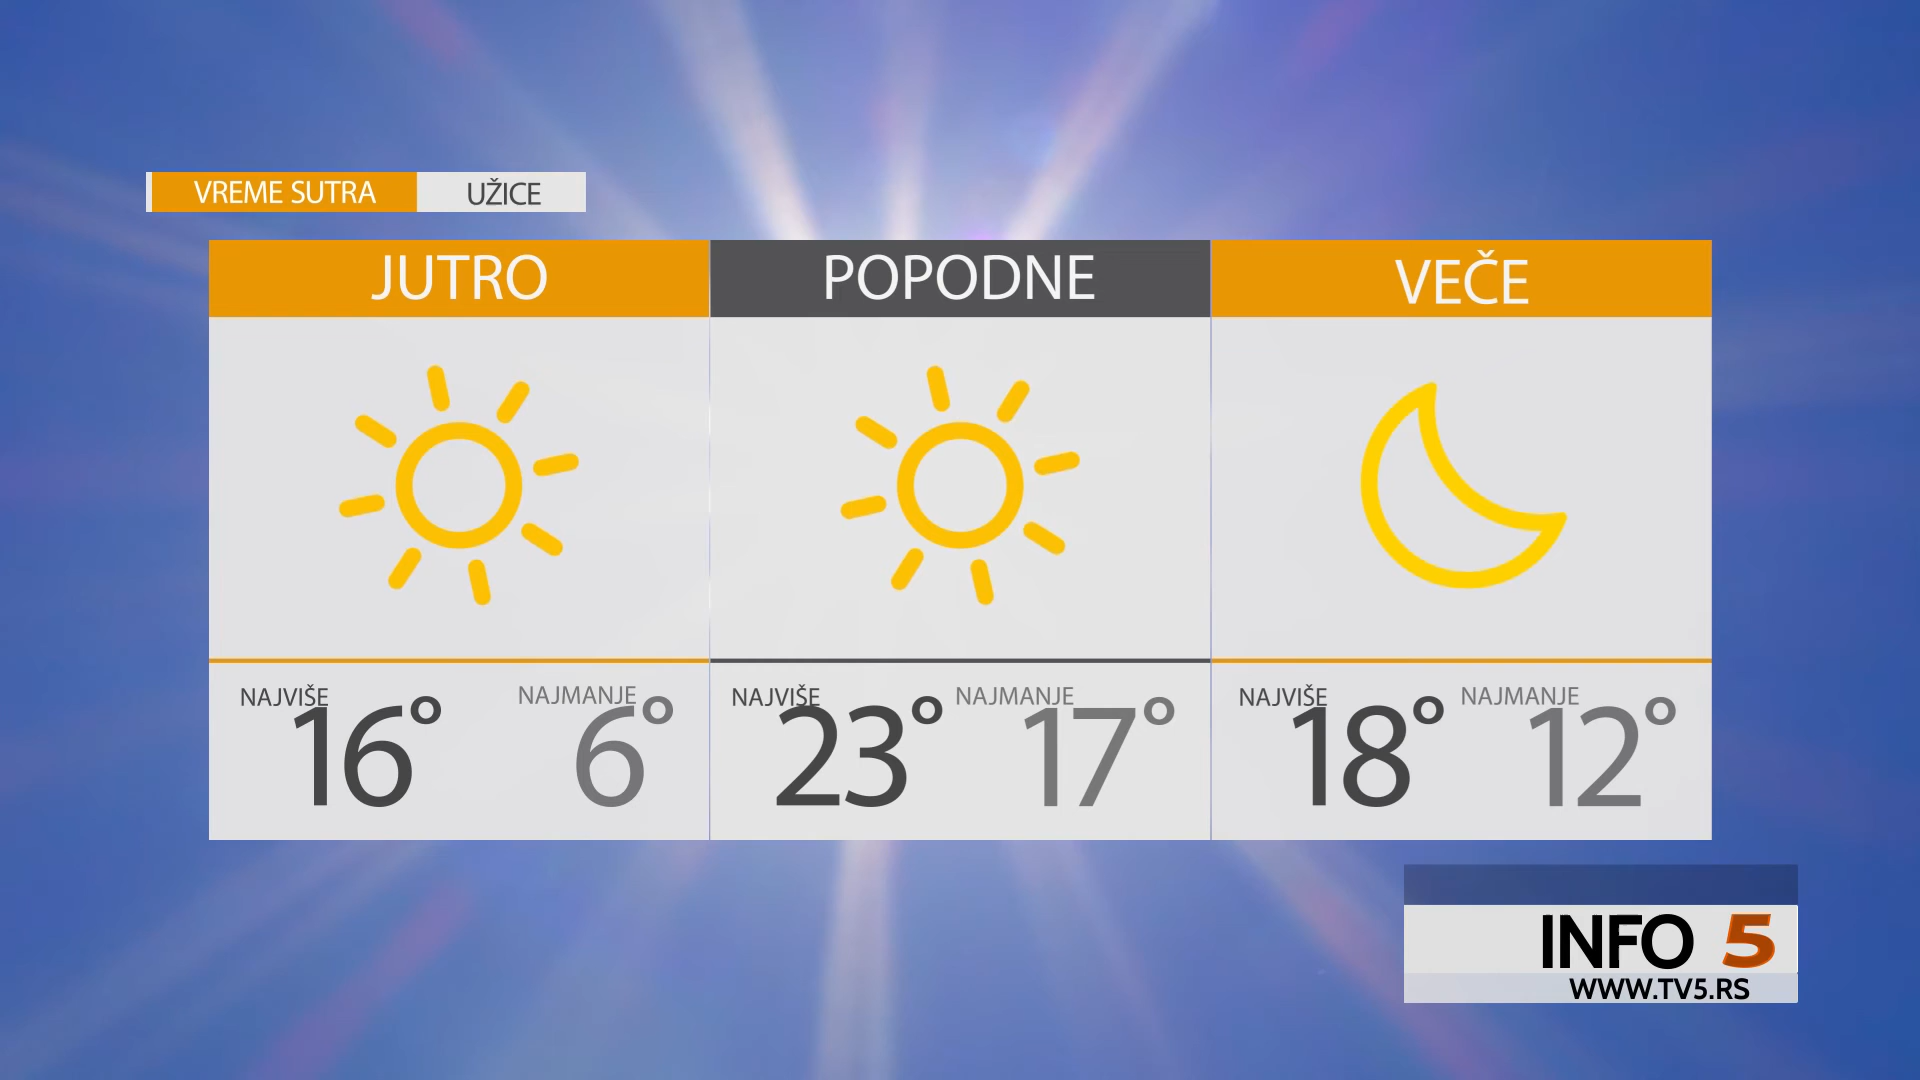 VREME SUTRA UŽICE
JUTRO POPODNE VEČE
NAJVIŠE NAJMANJE NAJVIŠE NAJMANJE NAJVIŠE NAJMANJE
16° 6° 23° 17° 18° 12°
INFO 5
WWW.TV5.RS